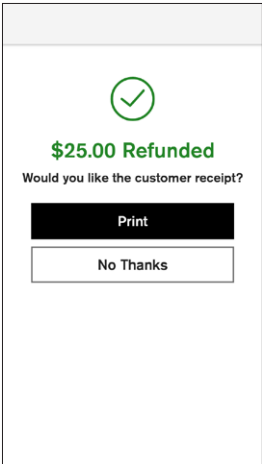 $25.00 Refunded
Would you like the customer receipt?
Print
No Thanks